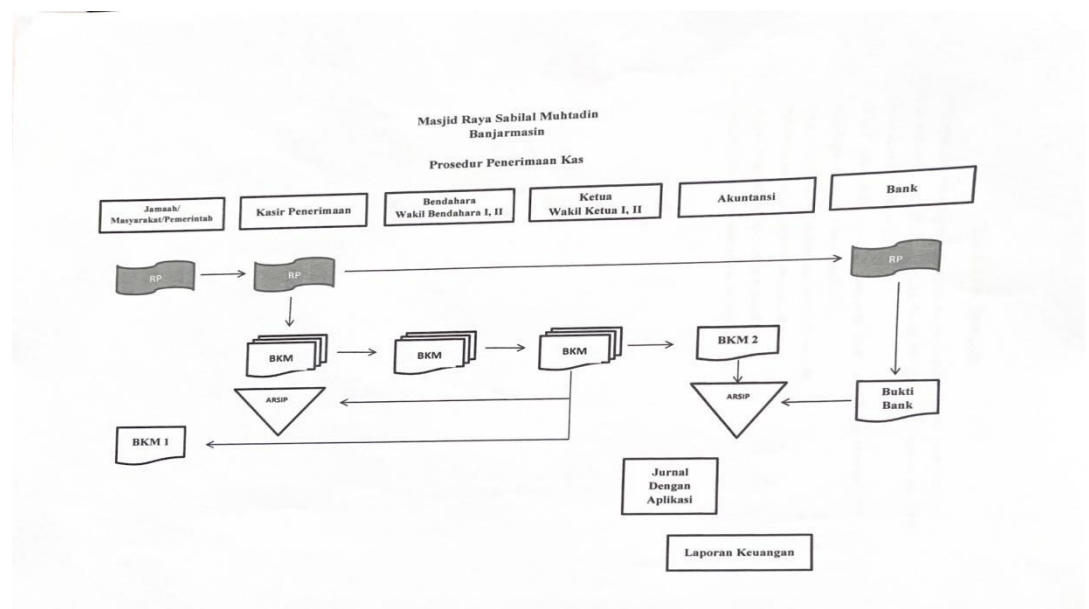 Masjid Raya Sabilal Muhtadin
Banjarmasin
Prosedur Penerimaan Kas
Jamaah/
Masyarakat/Pemerintah
Kasir Penerimaan
Bendahara
Wakil Bendahara I, II
Ketua
Wakil Ketua I, II
Akuntansi
Bank
RP
RP
RP
BKM
BKM
BKM
BKM 2
ARSIP
ARSIP
Bukti
Bank
BKM 1
Jurnal
Dengan
Aplikasi
Laporan Keuangan